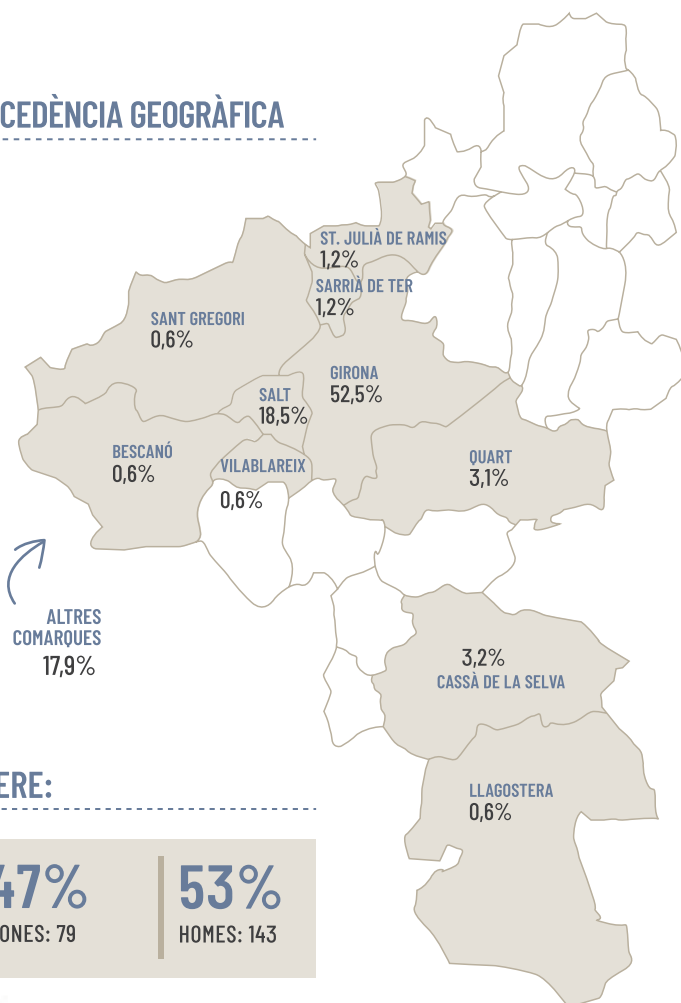 CEDÈNCIA GEOGRÀFICA
ST. JULIÀ DE RAMIS
1,2%
SARRIÀ DE TER
1,2%
SANT GREGORI
0,6%
GIRONA
52,5%
SALT
18,5%
BESCANÓ
0,6%
VILABLAREIX
0,6%
QUART
3,1%
ALTRES
COMARQUES
17,9%
3,2%
CASSÀ DE LA SELVA
LLAGOSTERA
0,6%
ERE:
47%
ONES: 79
53%
HOMES: 143